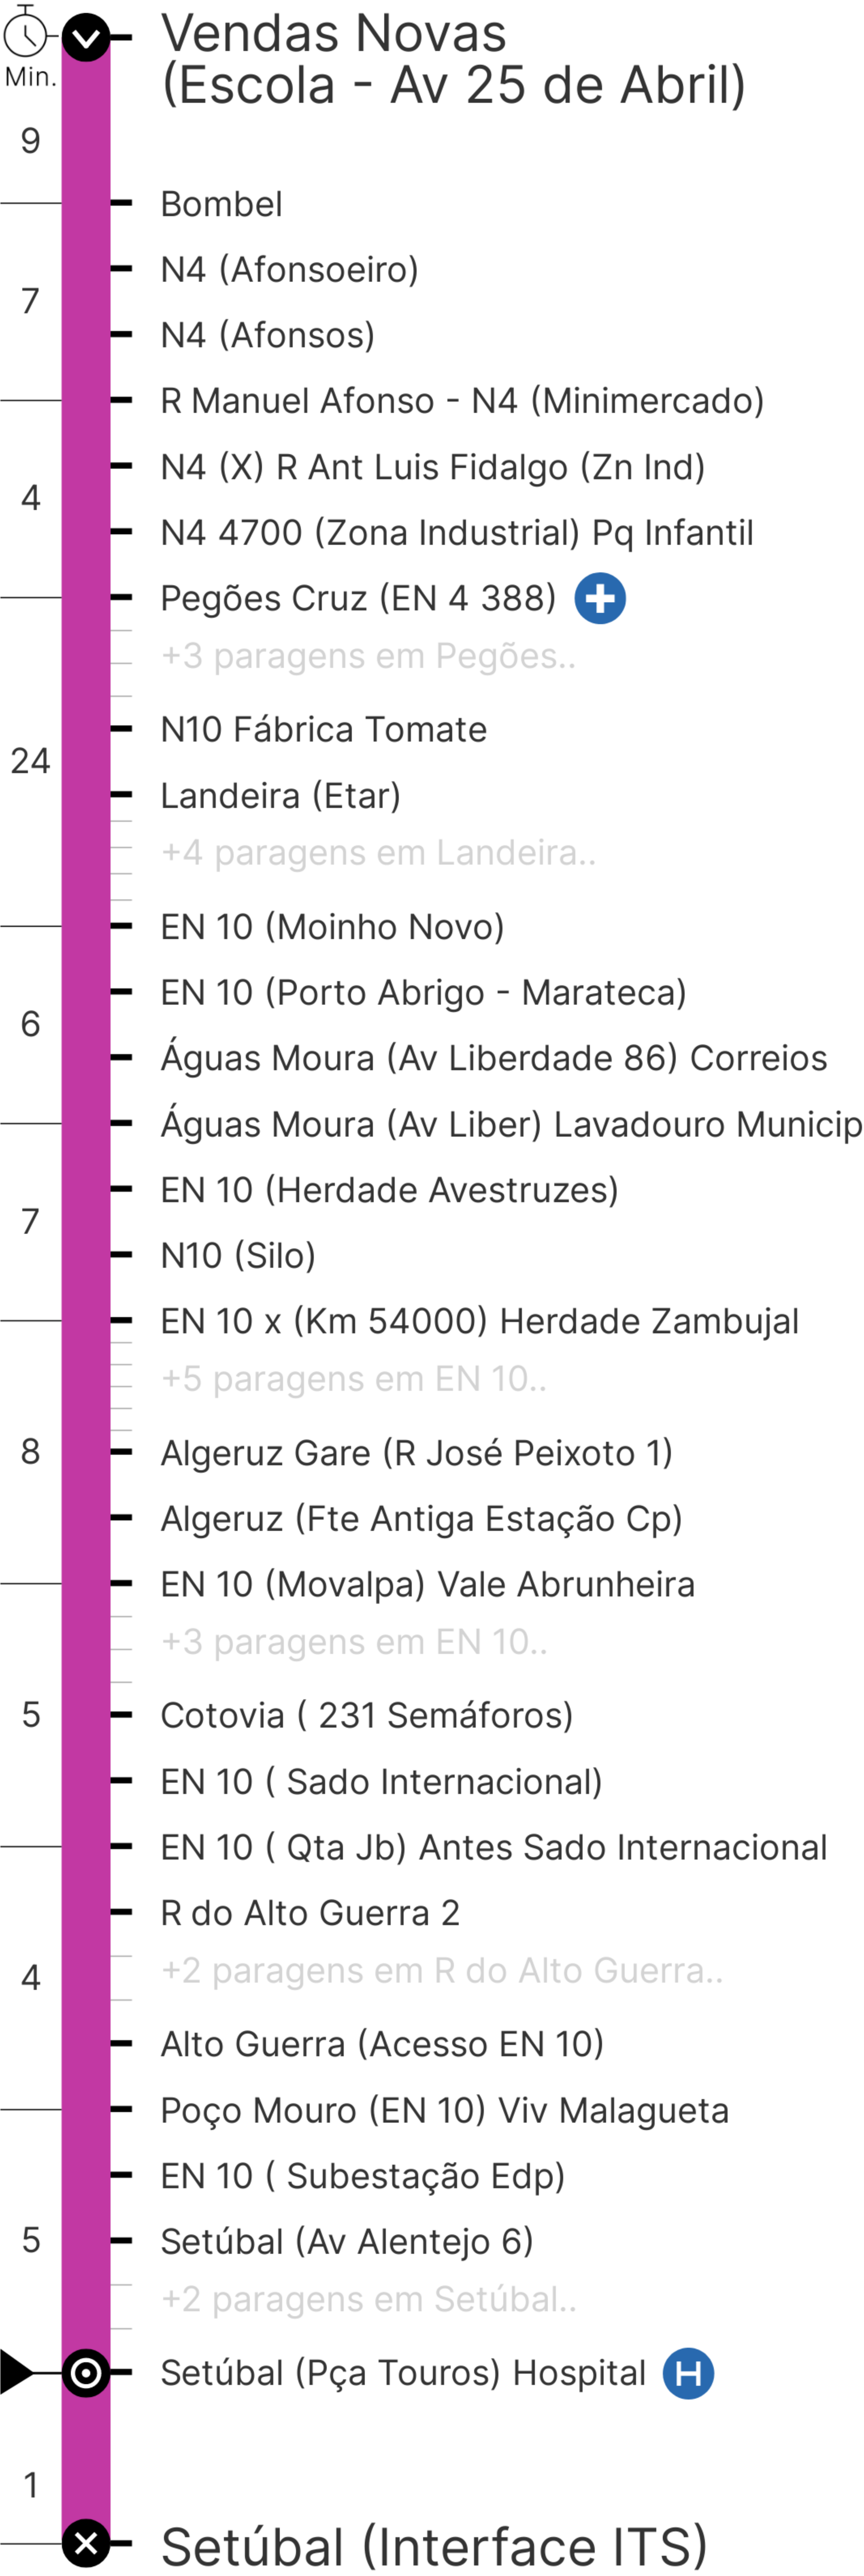 Vendas Novas
(Escola - Av 25 de Abril)
Min.
9
Bombel
N4 (Afonsoeiro)
7
N4 (Afonsos)
R Manuel Afonso - N4 (Minimercado)
N4 (X) R Ant Luis Fidalgo (Zn Ind)
4
N4 4700 (Zona Industrial) Pq Infantil
Pegões Cruz (EN 4 388)
+3 paragens em Pegões..
N10 Fábrica Tomate
24
Landeira (Etar)
+4 paragens em Landeira..
EN 10 (Moinho Novo)
EN 10 (Porto Abrigo - Marateca)
6
Águas Moura (Av Liberdade 86) Correios
Águas Moura (Av Liber) Lavadouro Municip
EN 10 (Herdade Avestruzes)
7
N10 (Silo)
EN 10 x (Km 54000) Herdade Zambujal
+5 paragens em EN 10..
8
Algeruz Gare (R José Peixoto 1)
Algeruz (Fte Antiga Estação Cp)
EN 10 (Movalpa) Vale Abrunheira
+3 paragens em EN 10..
5
Cotovia ( 231 Semáforos)
EN 10 ( Sado Internacional)
EN 10 ( Qta Jb) Antes Sado Internacional
R do Alto Guerra 2
+2 paragens em R do Alto Guerra..
4
Alto Guerra (Acesso EN 10)
Poço Mouro (EN 10) Viv Malagueta
EN 10 ( Subestação Edp)
5
Setúbal (Av Alentejo 6)
+2 paragens em Setúbal..
Setúbal (Pça Touros) Hospital H
1
Setúbal (Interface ITS)